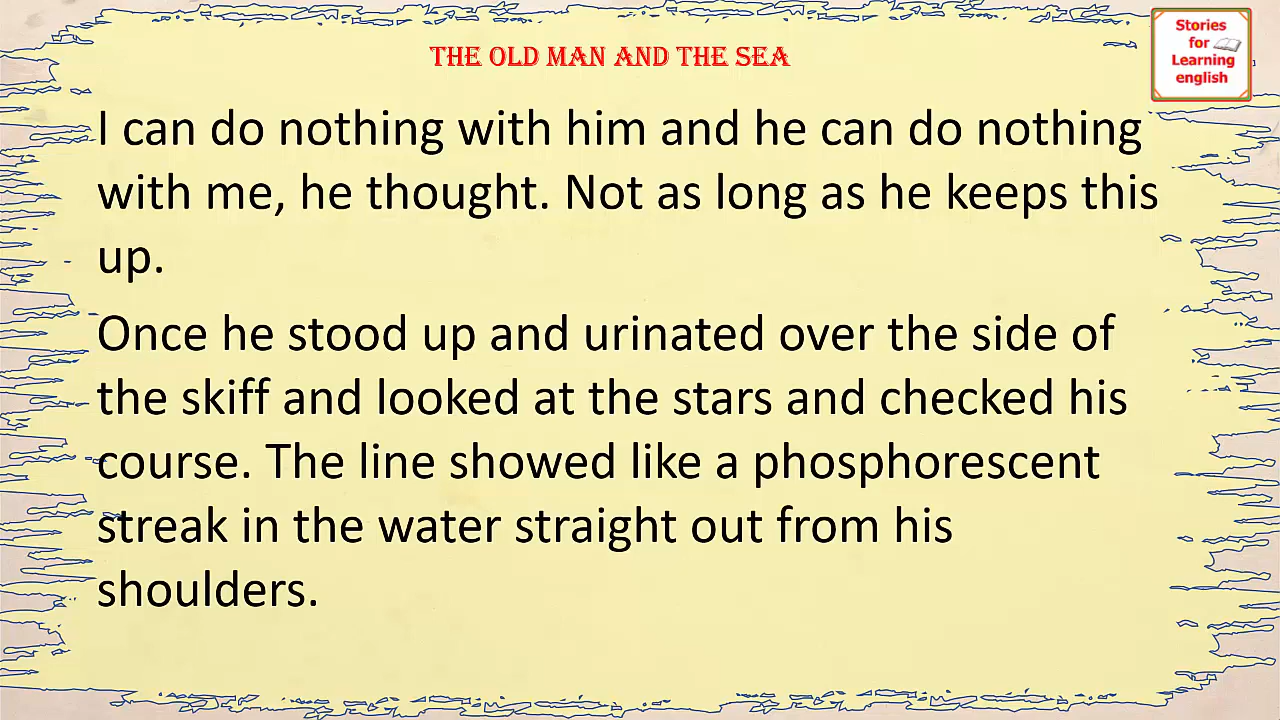 THE OLD MAN AND THE SEA
Stories
for
Learning
english
I can do nothing with him and he can do nothing
with me, he thought. Not as long as he keeps this
up.
Once he stood up and urinated over the side of
the skiff and looked at the stars and checked his
course. The line showed like a phosphorescent
streak in the water straight out from his
shoulders.